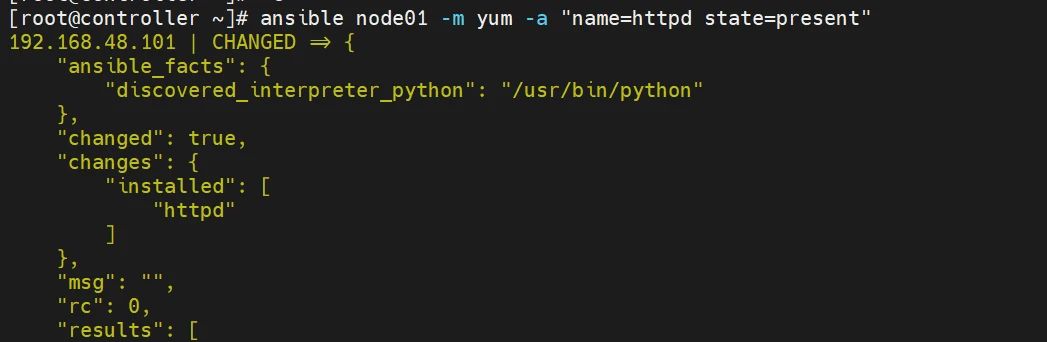 [root@controller ~]# ansible node01 -m yum -a "name=httpd state=present"
192.168.48.101 | CHANGED => {
    "ansible_facts": {
        "discovered_interpreter_python": "/usr/bin/python"
    },
    "changed": true,
    "changes": {
        "installed": [
            "httpd"
        ]
    },
    "msg": "",
    "rc": 0,
    "results": [